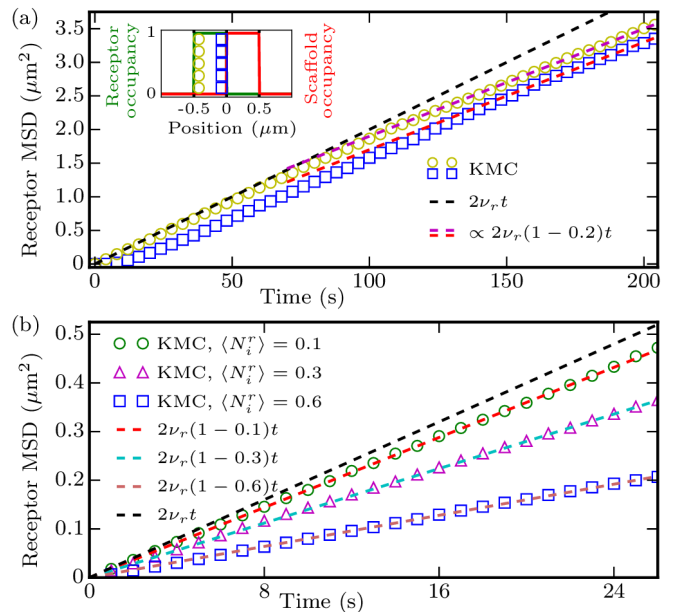 (a)
Receptor MSD (μm²)
3.5
3.0
2.5
2.0
1.5
1.0
0.5
0.0
Receptor occupancy
1
0
Scaffold occupancy
-0.5 0 0.5
Position (μm)
KMC
2ν_r t
∝ 2ν_r(1 − 0.2)t
0 50 100 150 200
Time (s)
(b)
Receptor MSD (μm²)
0.5
0.4
0.3
0.2
0.1
0
KMC, ⟨N_i^r⟩ = 0.1
KMC, ⟨N_i^r⟩ = 0.3
KMC, ⟨N_i^r⟩ = 0.6
2ν_r(1 − 0.1)t
2ν_r(1 − 0.3)t
2ν_r(1 − 0.6)t
2ν_r t
0 8 16 24
Time (s)